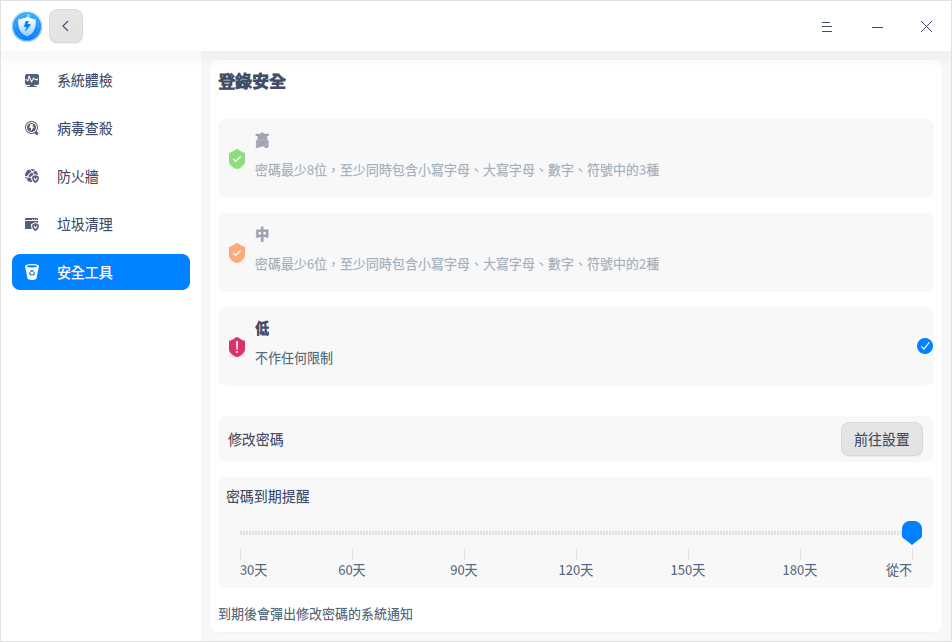 系統體檢
病毒查殺
防火牆
垃圾清理
安全工具
登錄安全
高
密碼最少8位，至少同時包含小寫字母、大寫字母、數字、符號中的3種
中
密碼最少6位，至少同時包含小寫字母、大寫字母、數字、符號中的2種
低
不作任何限制
修改密碼
前往設置
密碼到期提醒
30天 60天 90天 120天 150天 180天 從不
到期後會彈出修改密碼的系統通知